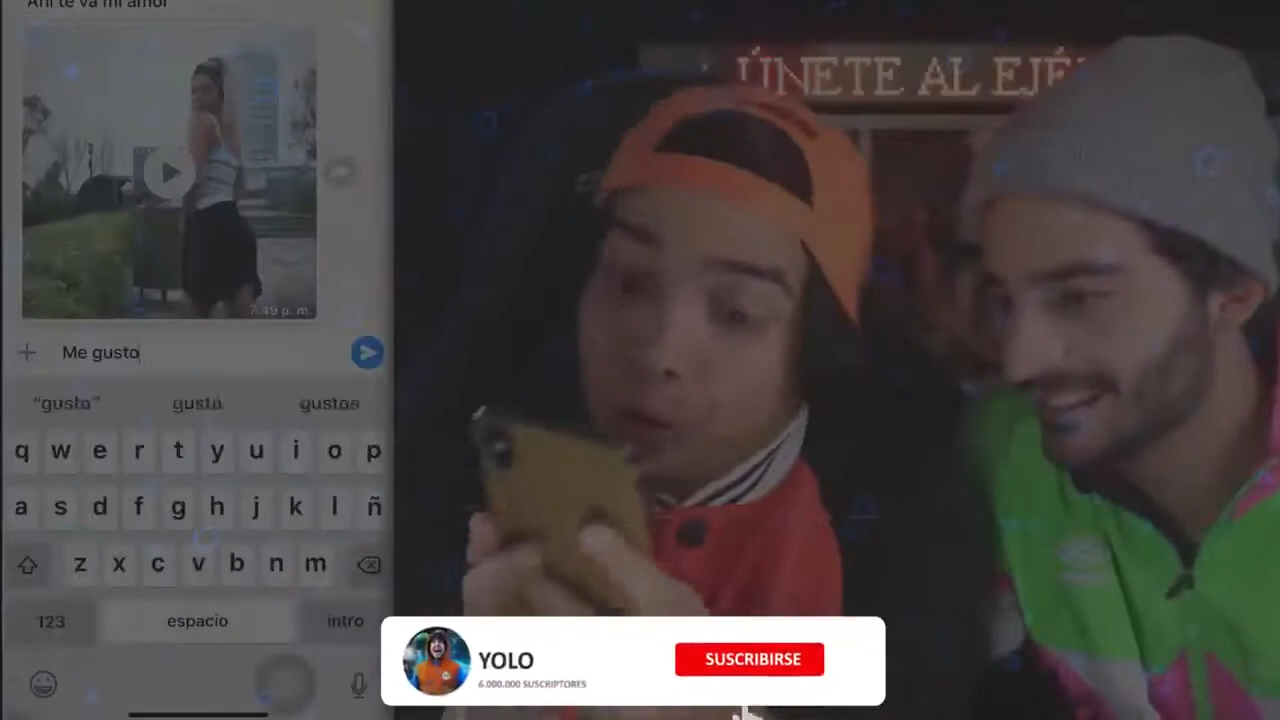 Ahí te va mi amor
7:49 p. m.
Me gusto
“gusto” gusta gustos
q w e r t y u i o p
a s d f g h j k l ñ
z x c v b n m
123 espacio intro
ÚNETE AL EJÉ
YOLO
6.000.000 SUSCRIPTORES
SUSCRIBIRSE